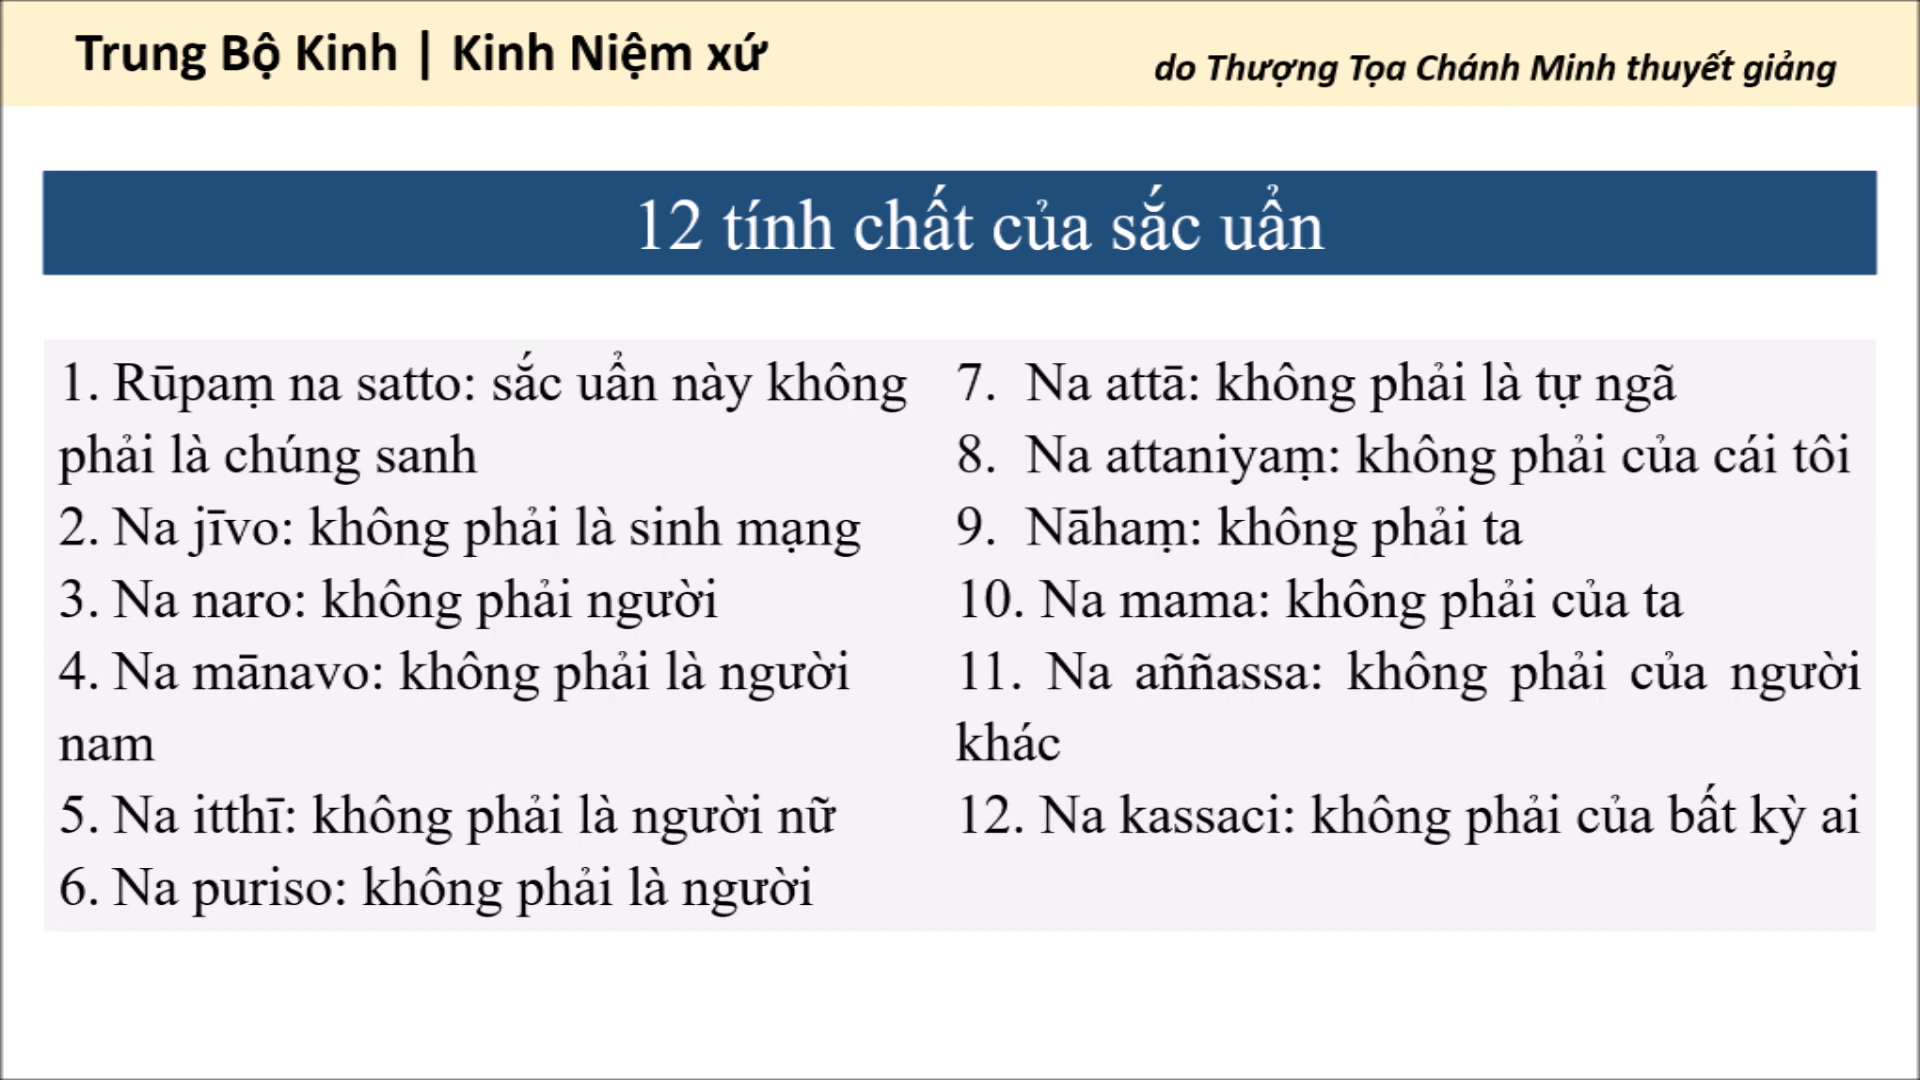 Trung Bộ Kinh | Kinh Niệm xứ
do Thượng Tọa Chánh Minh thuyết giảng
12 tính chất của sắc uẩn
1. Rūpaṃ na satto: sắc uẩn này không
phải là chúng sanh
2. Na jīvo: không phải là sinh mạng
3. Na naro: không phải người
4. Na mānavo: không phải là người
nam
5. Na itthī: không phải là người nữ
6. Na puriso: không phải là người
7. Na attā: không phải là tự ngã
8. Na attaniyaṃ: không phải của cái tôi
9. Nāhaṃ: không phải ta
10. Na mama: không phải của ta
11. Na aññassa: không phải của người
khác
12. Na kassaci: không phải của bất kỳ ai